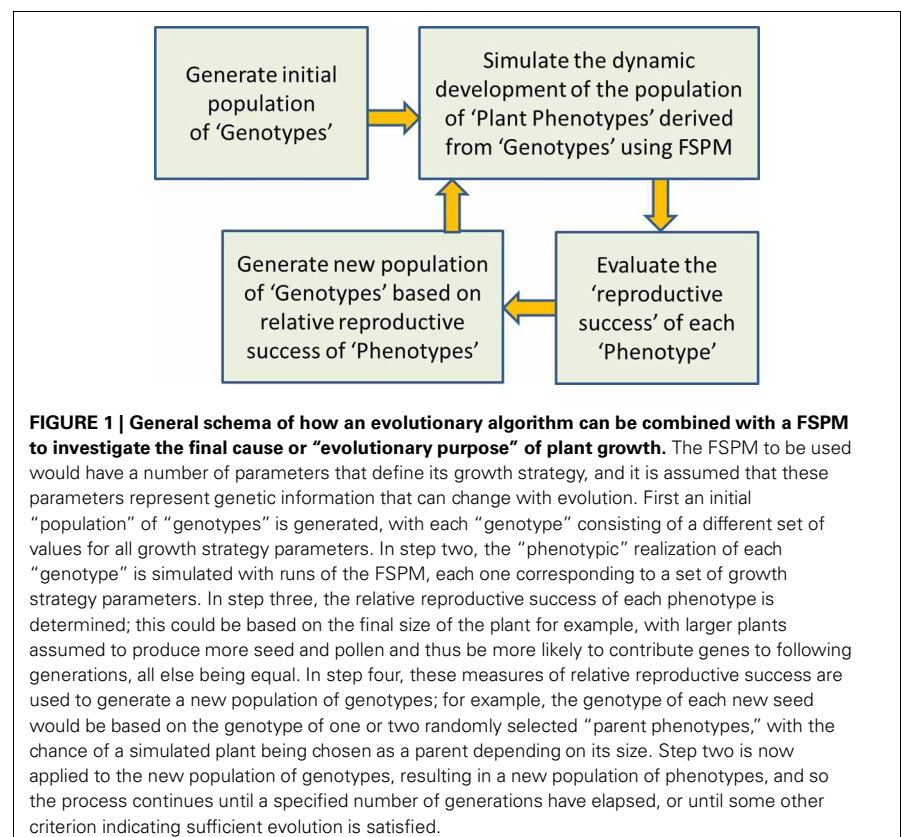 Generate initial
population
of ‘Genotypes’
Simulate the dynamic
development of the population
of ‘Plant Phenotypes’ derived
from ‘Genotypes’ using FSPM
Generate new population
of ‘Genotypes’ based on
relative reproductive
success of ‘Phenotypes’
Evaluate the
‘reproductive
success’ of each
‘Phenotype’
FIGURE 1 | General schema of how an evolutionary algorithm can be combined with a FSPM
to investigate the final cause or “evolutionary purpose” of plant growth. The FSPM to be used
would have a number of parameters that define its growth strategy, and it is assumed that these
parameters represent genetic information that can change with evolution. First an initial
“population” of “genotypes” is generated, with each “genotype” consisting of a different set of
values for all growth strategy parameters. In step two, the “phenotypic” realization of each
“genotype” is simulated with runs of the FSPM, each one corresponding to a set of growth
strategy parameters. In step three, the relative reproductive success of each phenotype is
determined; this could be based on the final size of the plant for example, with larger plants
assumed to produce more seed and pollen and thus be more likely to contribute genes to following
generations, all else being equal. In step four, these measures of relative reproductive success are
used to generate a new population of genotypes; for example, the genotype of each new seed
would be based on the genotype of one or two randomly selected “parent phenotypes,” with the
chance of a simulated plant being chosen as a parent depending on its size. Step two is now
applied to the new population of genotypes, resulting in a new population of phenotypes, and so
the process continues until a specified number of generations have elapsed, or until some other
criterion indicating sufficient evolution is satisfied.